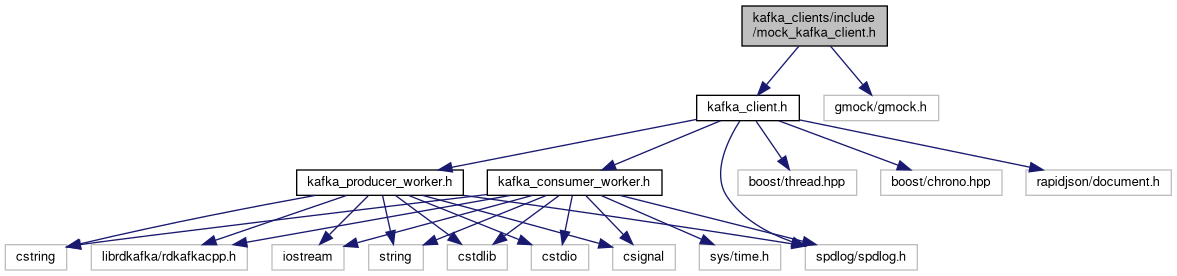 kafka_clients/include
/mock_kafka_client.h
kafka_client.h
gmock/gmock.h
kafka_producer_worker.h
kafka_consumer_worker.h
boost/thread.hpp
boost/chrono.hpp
rapidjson/document.h
cstring
librdkafka/rdkafkacpp.h
iostream
string
cstdlib
cstdio
csignal
sys/time.h
spdlog/spdlog.h